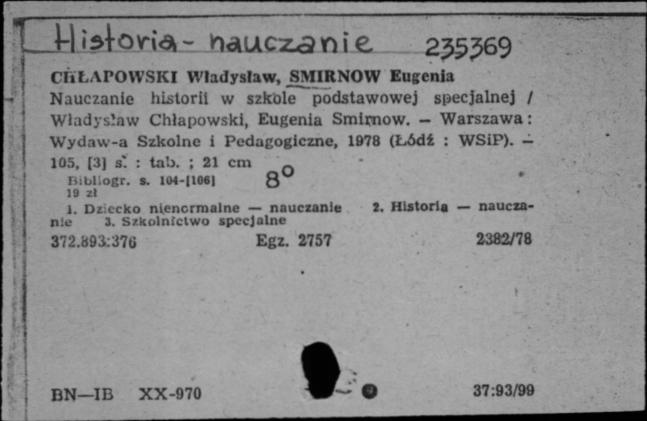 Historia - nauczanie 235369
CHŁAPOWSKI Władysław, SMIRNOW Eugenia
Nauczanie historii w szkole podstawowej specjalnej /
Władysław Chłapowski, Eugenia Smirnow. — Warszawa :
Wydaw-a Szkolne i Pedagogiczne, 1978 (Łódź : WSiP). —
105, [3] s. : tab. ; 21 cm
Bibliogr. s. 104-[106] 8°
19 zł
1. Dziecko nienormalne — nauczanie 2. Historia — naucza-
nie 3. Szkolnictwo specjalne
372.893:376 Egz. 2757 2382/78
BN—IB XX-970 37:93/99